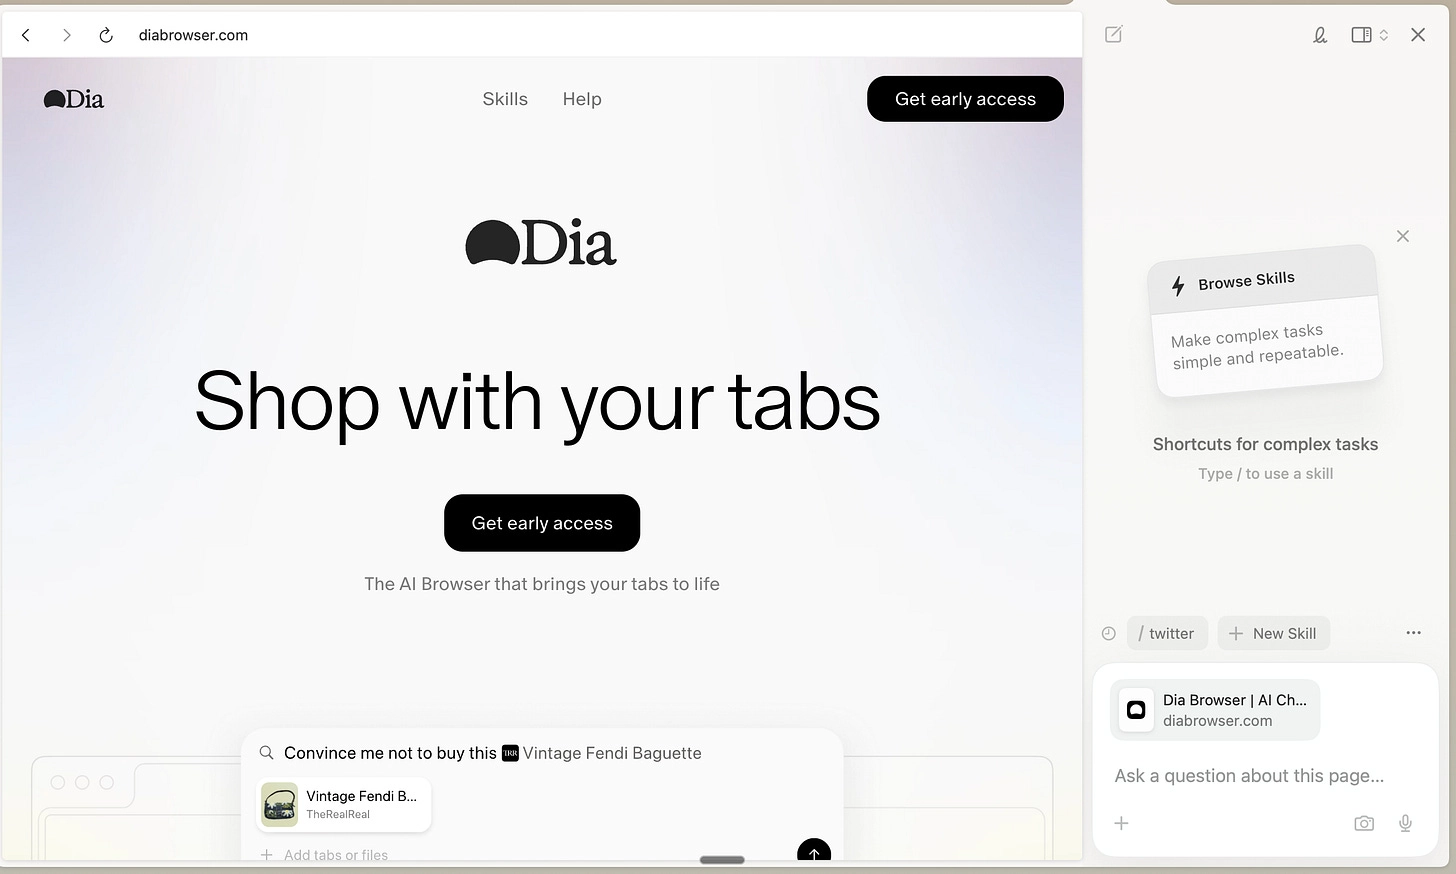 diabrowser.com
Dia
Skills
Help
Get early access
Dia
Shop with your tabs
Get early access
The AI Browser that brings your tabs to life
Convince me not to buy this TRR Vintage Fendi Baguette
Vintage Fendi B...
TheRealReal
+ Add tabs or files
Browse Skills
Make complex tasks
simple and repeatable.
Shortcuts for complex tasks
Type / to use a skill
/ twitter
+ New Skill
Dia Browser | AI Ch...
diabrowser.com
Ask a question about this page...